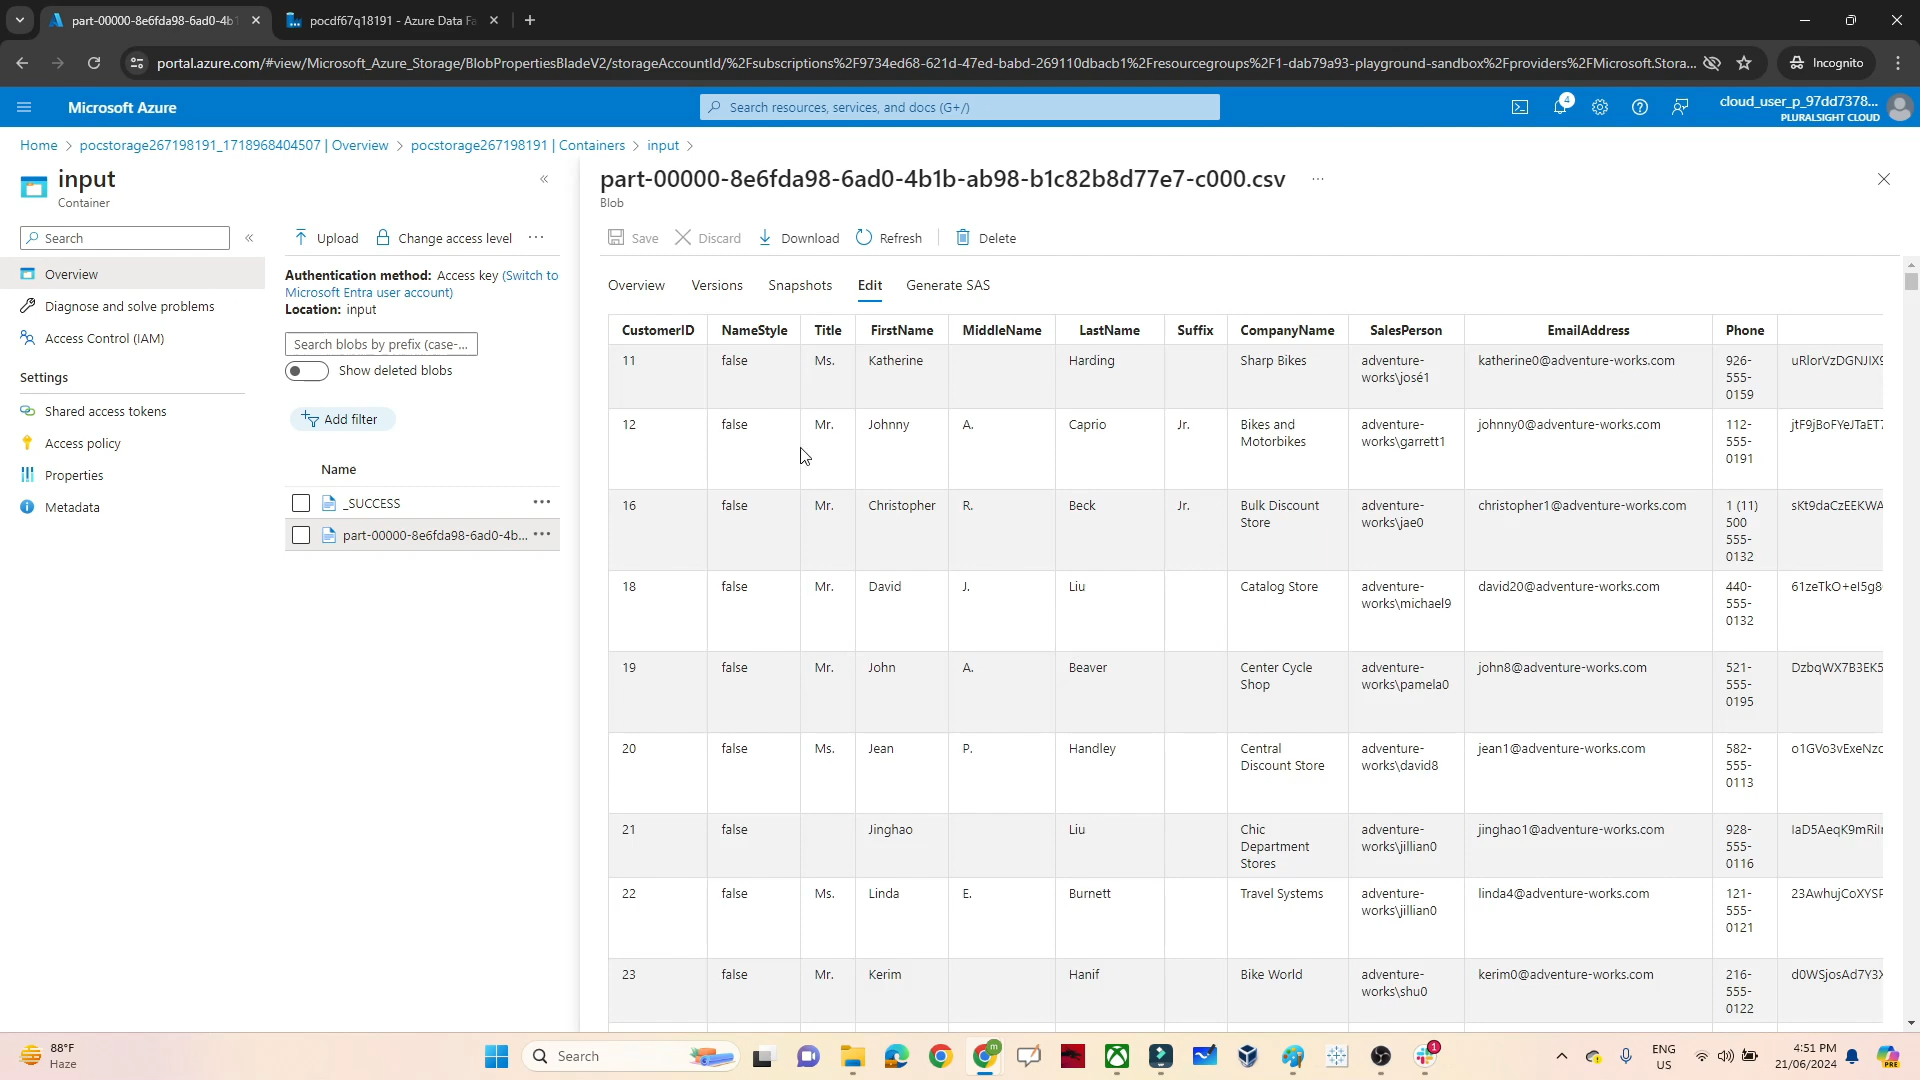 part-00000-8e6fda98-6ad0-4b1
pocdf67q18191 - Azure Data Fa
portal.azure.com/#view/Microsoft_Azure_Storage/BlobPropertiesBladeV2/storageAccountId/%2Fsubscriptions%2F9734ed68-621d-47ed-babd-269110dbacb1%2Fresourcegroups%2F1-dab79a93-playground-sandbox%2Fproviders%2FMicrosoft.Stora...
Incognito
Microsoft Azure
Search resources, services, and docs (G+/)
4
cloud_user_p_97dd7378...
PLURALSIGHT CLOUD
Home > pocstorage267198191_1718968404507 | Overview > pocstorage267198191 | Containers > input >
input
Container
Search
Overview
Diagnose and solve problems
Access Control (IAM)
Settings
Shared access tokens
Access policy
Properties
Metadata
Upload
Change access level
Authentication method: Access key (Switch to
Microsoft Entra user account)
Location: input
Search blobs by prefix (case-...
Show deleted blobs
Add filter
Name
_SUCCESS
part-00000-8e6fda98-6ad0-4b...
part-00000-8e6fda98-6ad0-4b1b-ab98-b1c82b8d77e7-c000.csv
Blob
Save Discard Download Refresh Delete
Overview Versions Snapshots Edit Generate SAS
CustomerID NameStyle Title FirstName MiddleName LastName Suffix CompanyName SalesPerson EmailAddress Phone
11 false Ms. Katherine Harding Sharp Bikes adventure-works\josé1 katherine0@adventure-works.com 926-555-0159
12 false Mr. Johnny A. Caprio Jr. Bikes and Motorbikes adventure-works\garrett1 johnny0@adventure-works.com 112-555-0191
16 false Mr. Christopher R. Beck Jr. Bulk Discount Store adventure-works\jae0 christopher1@adventure-works.com 1 (11) 500 555-0132
18 false Mr. David J. Liu Catalog Store adventure-works\michael9 david20@adventure-works.com 440-555-0132
19 false Mr. John A. Beaver Center Cycle Shop adventure-works\pamela0 john8@adventure-works.com 521-555-0195
20 false Ms. Jean P. Handley Central Discount Store adventure-works\david8 jean1@adventure-works.com 582-555-0113
21 false Jinghao Liu Chic Department Stores adventure-works\jillian0 jinghao1@adventure-works.com 928-555-0116
22 false Ms. Linda E. Burnett Travel Systems adventure-works\jillian0 linda4@adventure-works.com 121-555-0121
23 false Mr. Kerim Hanif Bike World adventure-works\shu0 kerim0@adventure-works.com 216-555-0122
88°F
Haze
Search
1
ENG
US
4:51 PM
21/06/2024
PRE